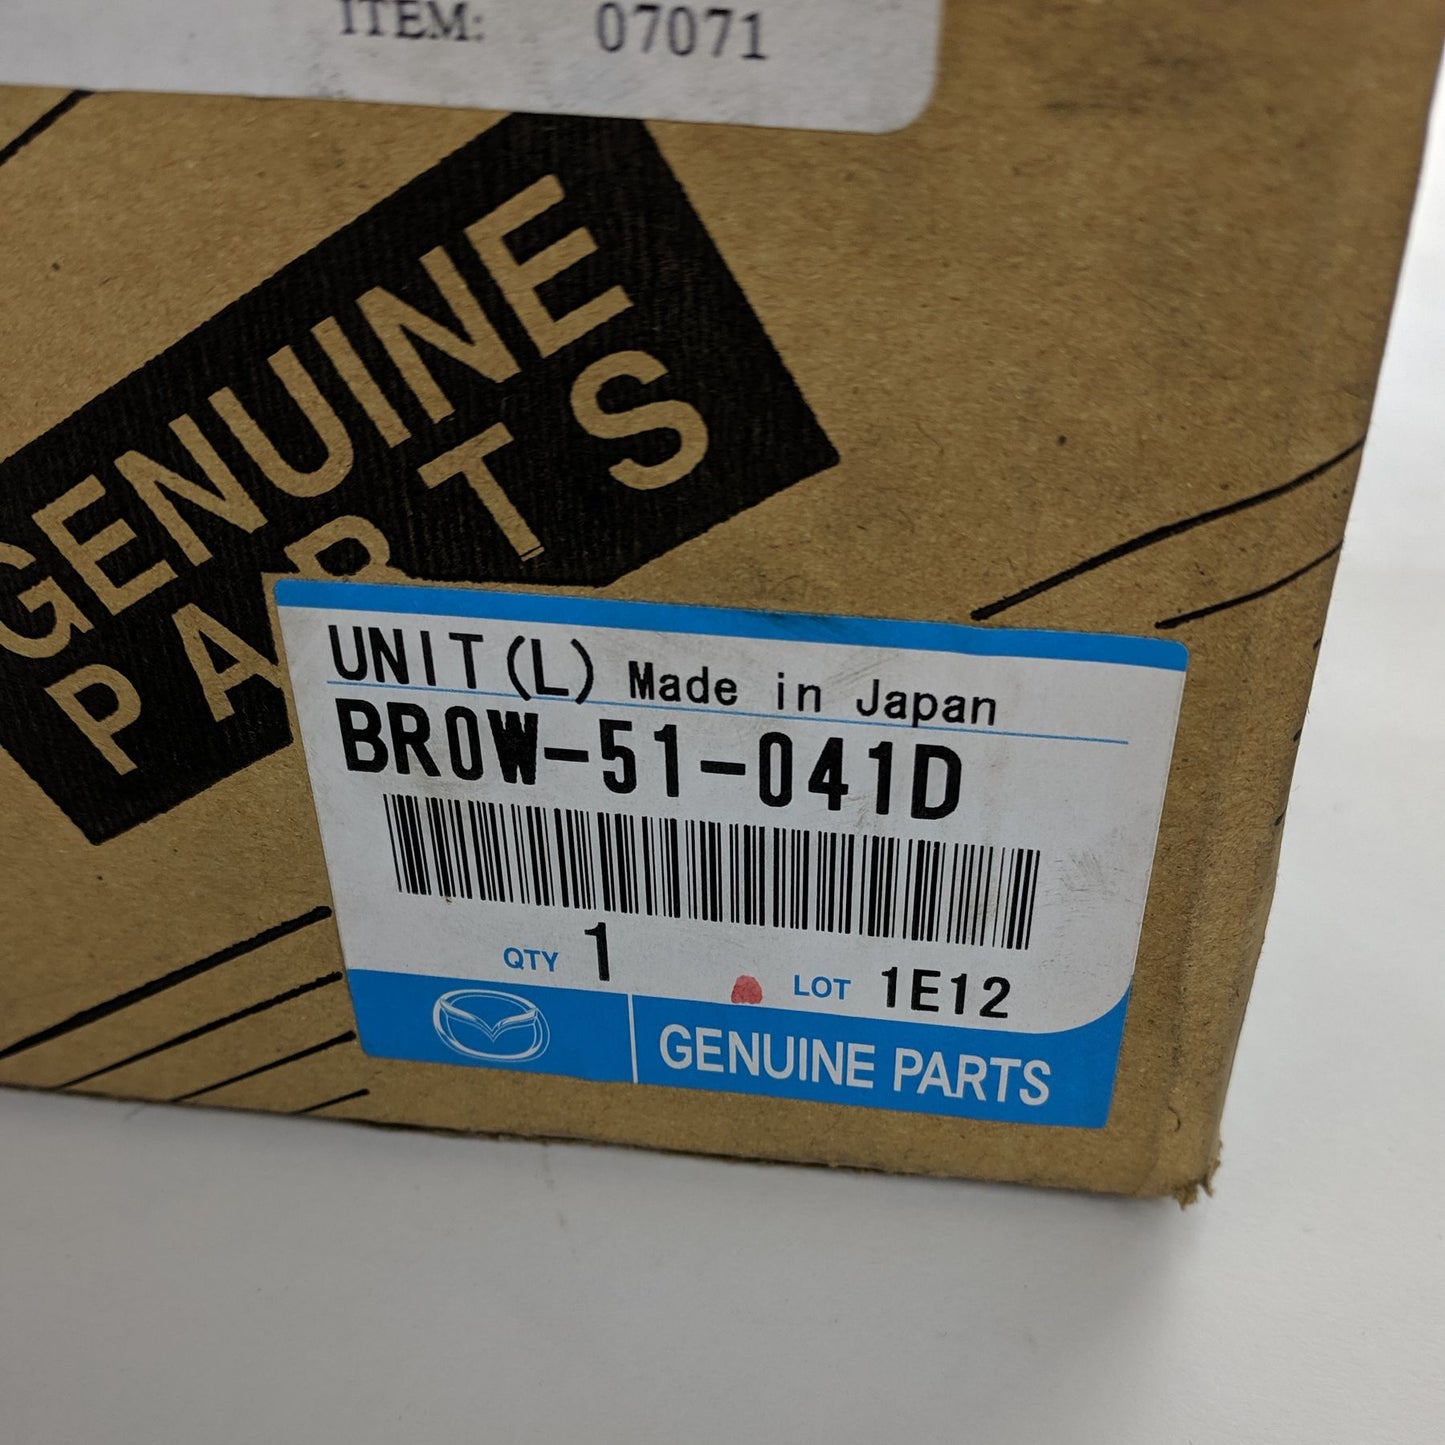 ITEM: 07071
GENUINE
PARTS
UNIT(L) Made in Japan
BR0W-51-041D
QTY 1 LOT 1E12
GENUINE PARTS